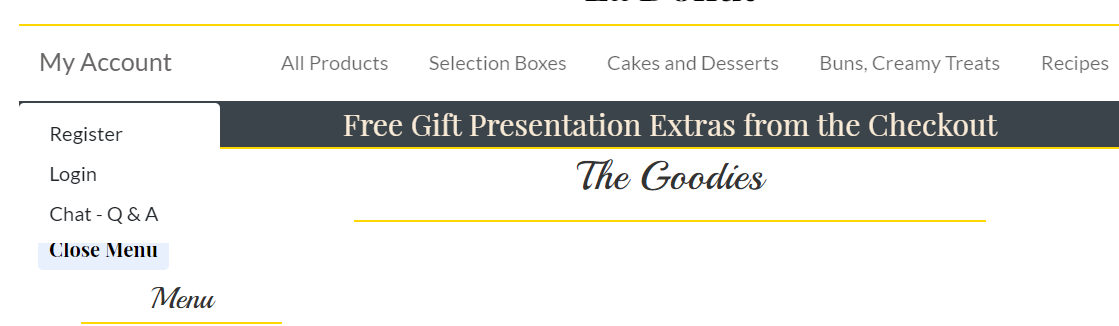 My Account All Products Selection Boxes Cakes and Desserts Buns, Creamy Treats Recipes
Free Gift Presentation Extras from the Checkout
Register
The Goodies
Login
Chat - Q & A
Close Menu
Menu